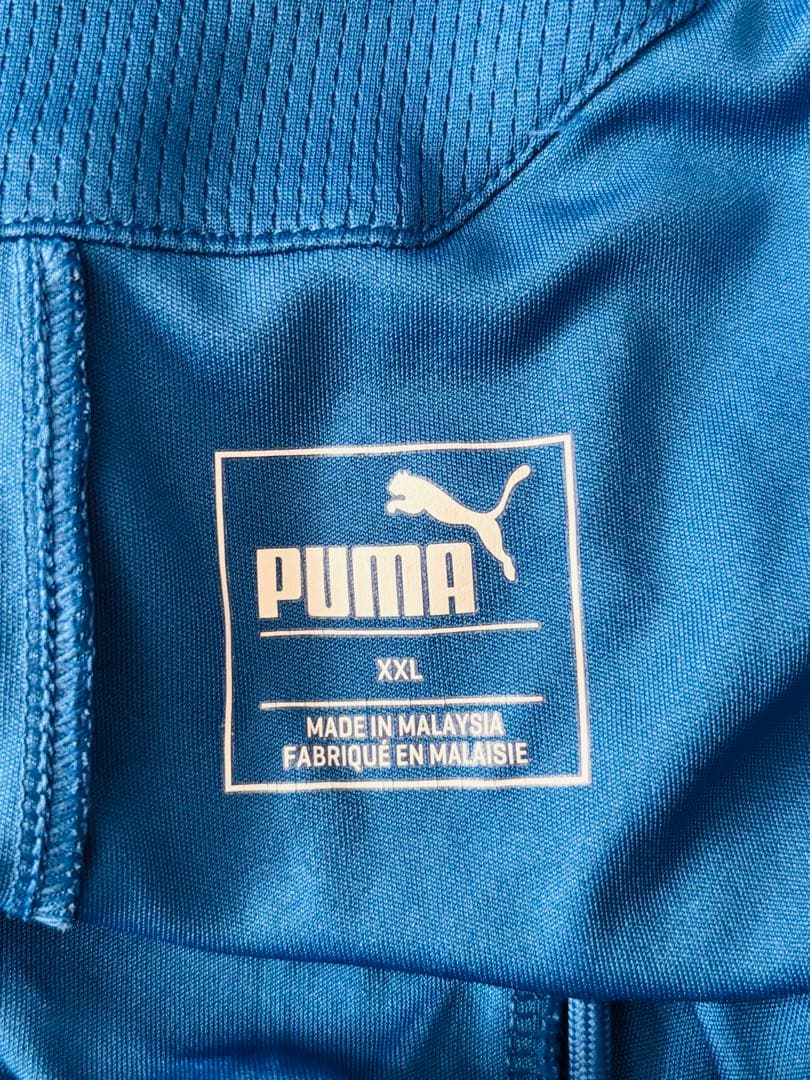 PUMA
XXL
MADE IN MALAYSIA
FABRIQUÉ EN MALAISIE